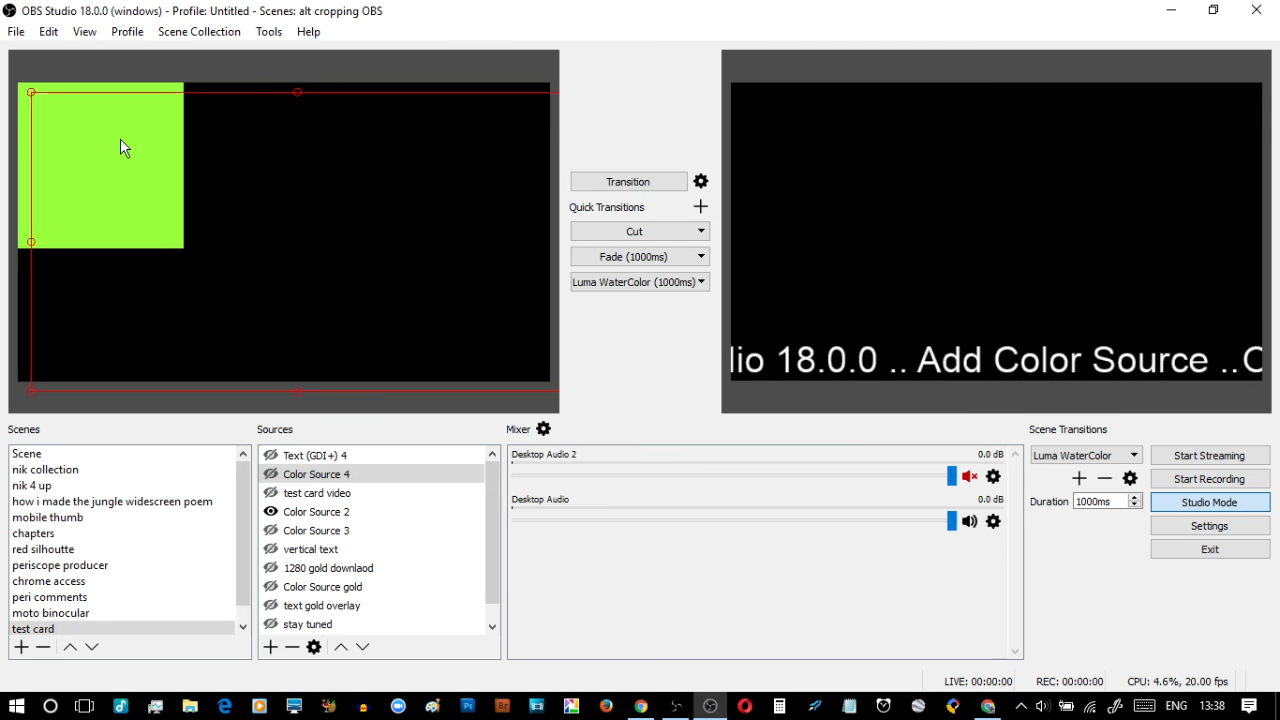 OBS Studio 18.0.0 (windows) - Profile: Untitled - Scenes: alt cropping OBS
File Edit View Profile Scene Collection Tools Help
Transition
Quick Transitions
Cut
Fade (1000ms)
Luma WaterColor (1000ms)
dio 18.0.0 .. Add Color Source ..O
Scenes
Scene
nik collection
nik 4 up
how i made the jungle widescreen poem
mobile thumb
chapters
red silhoutte
periscope producer
chrome access
peri comments
moto binocular
test card
Sources
Text (GDI+) 4
Color Source 4
test card video
Color Source 2
Color Source 3
vertical text
1280 gold downlaod
Color Source gold
text gold overlay
stay tuned
Mixer
Desktop Audio 2 0.0 dB
Desktop Audio 0.0 dB
Scene Transitions
Luma WaterColor
Duration 1000ms
Start Streaming
Start Recording
Studio Mode
Settings
Exit
LIVE: 00:00:00 REC: 00:00:00 CPU: 4.6%, 20.00 fps
ENG 13:38